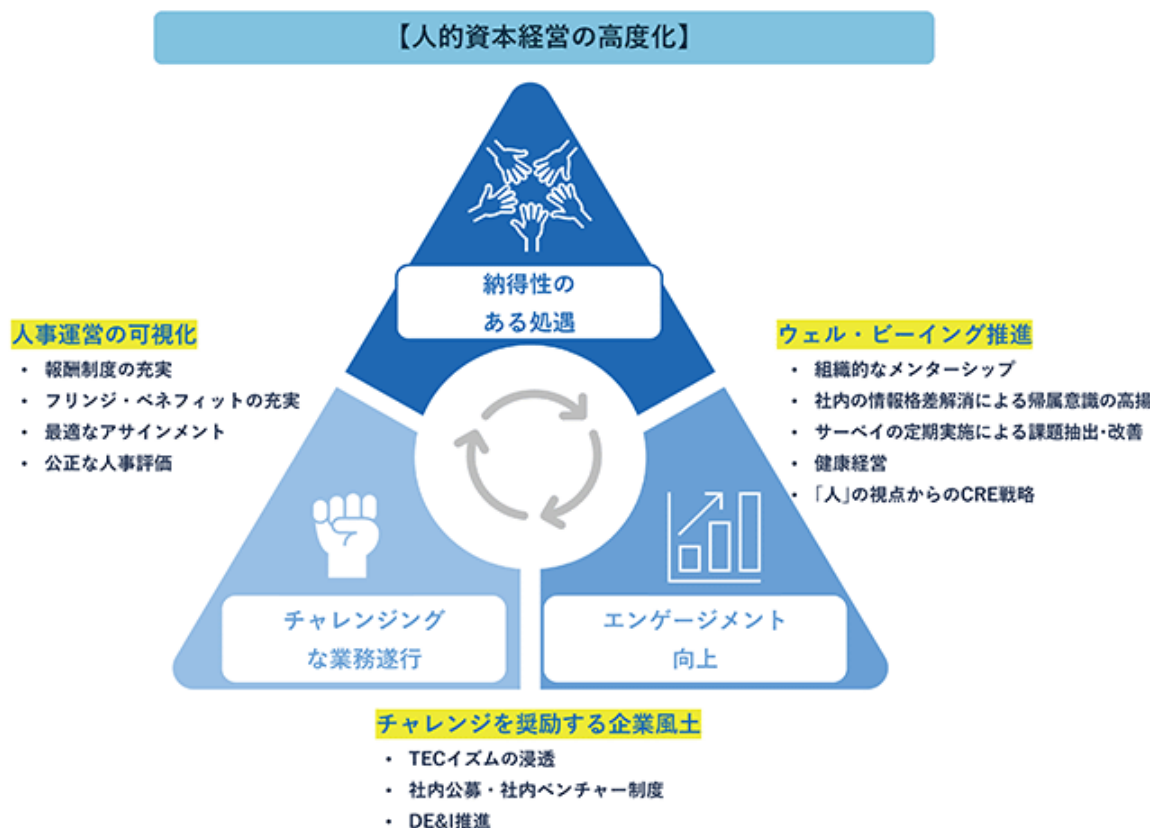 【人的資本経営の高度化】
納得性の
ある処遇
人事運営の可視化
・ 報酬制度の充実
・ フリンジ・ベネフィットの充実
・ 最適なアサインメント
・ 公正な人事評価
ウェル・ビーイング推進
・ 組織的なメンターシップ
・ 社内の情報格差解消による帰属意識の高揚
・ サーベイの定期実施による課題抽出・改善
・ 健康経営
・ 「人」の視点からのCRE戦略
チャレンジング
な業務遂行
エンゲージメント
向上
チャレンジを奨励する企業風土
・ TECイズムの浸透
・ 社内公募・社内ベンチャー制度
・ DE&I推進